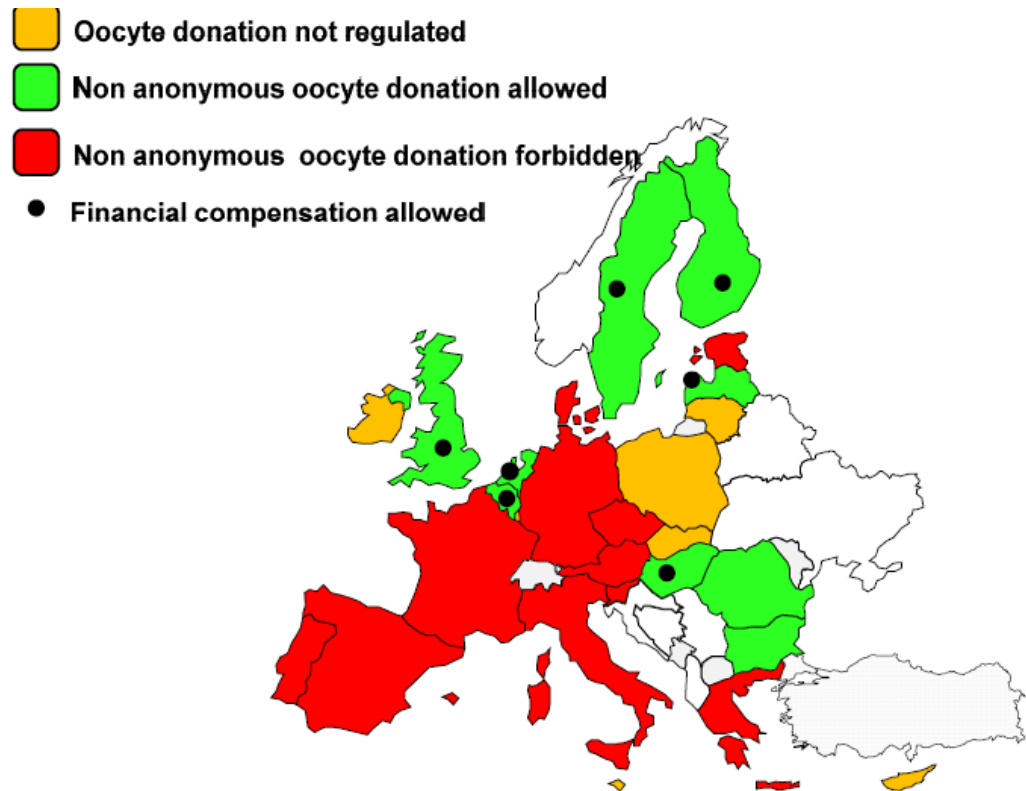 Oocyte donation not regulated
Non anonymous oocyte donation allowed
Non anonymous oocyte donation forbidden
Financial compensation allowed